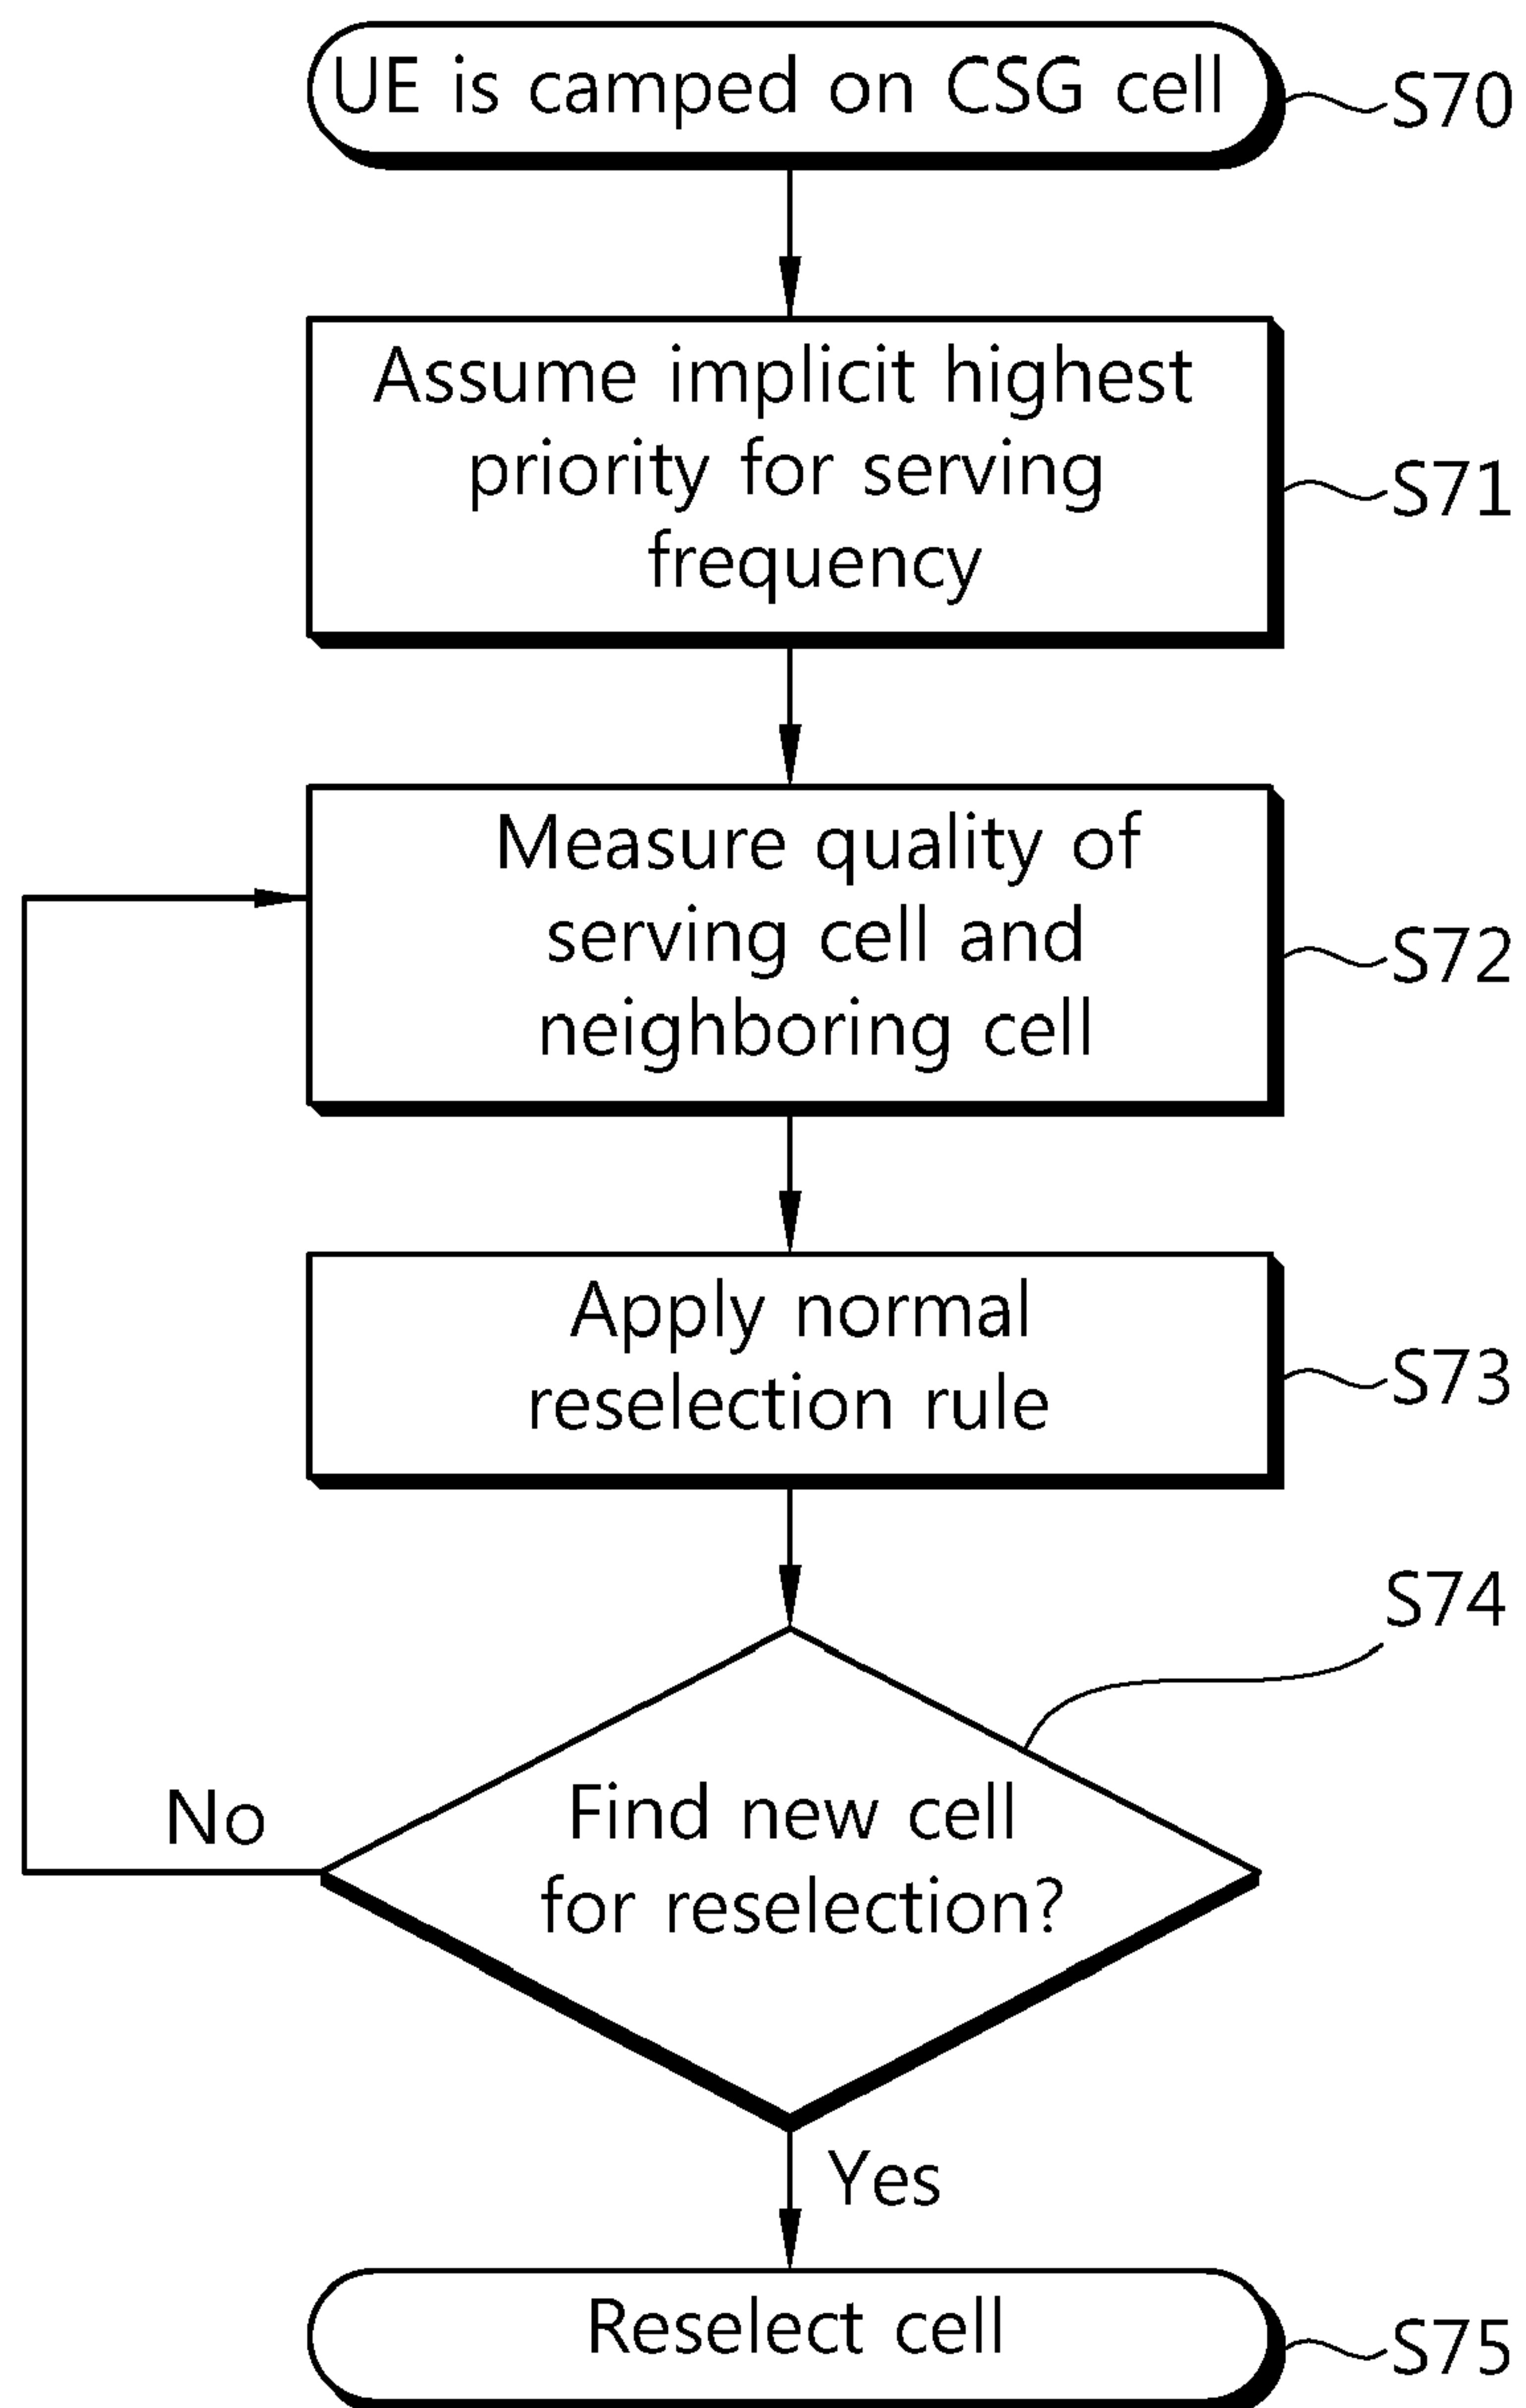 UE is camped on CSG cell
S70
Assume implicit highest
priority for serving
frequency
S71
Measure quality of
serving cell and
neighboring cell
S72
Apply normal
reselection rule
S73
S74
Find new cell
for reselection?
No
Yes
Reselect cell
S75